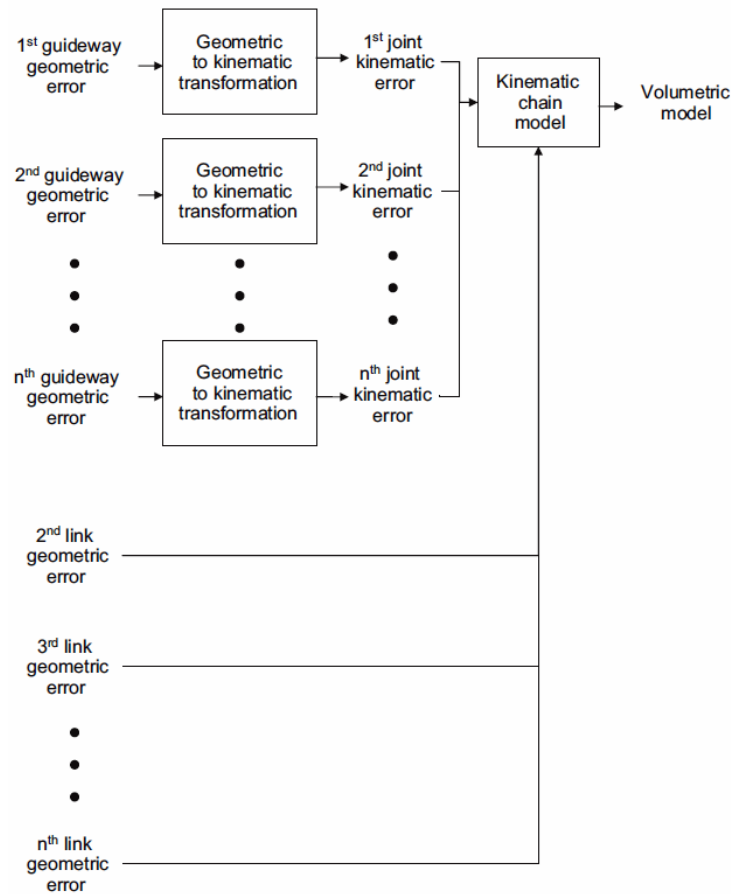 1st guideway
geometric
error
Geometric
to kinematic
transformation
1st joint
kinematic
error
Kinematic
chain
model
Volumetric
model
2nd guideway
geometric
error
Geometric
to kinematic
transformation
2nd joint
kinematic
error
nth guideway
geometric
error
Geometric
to kinematic
transformation
nth joint
kinematic
error
2nd link
geometric
error
3rd link
geometric
error
nth link
geometric
error